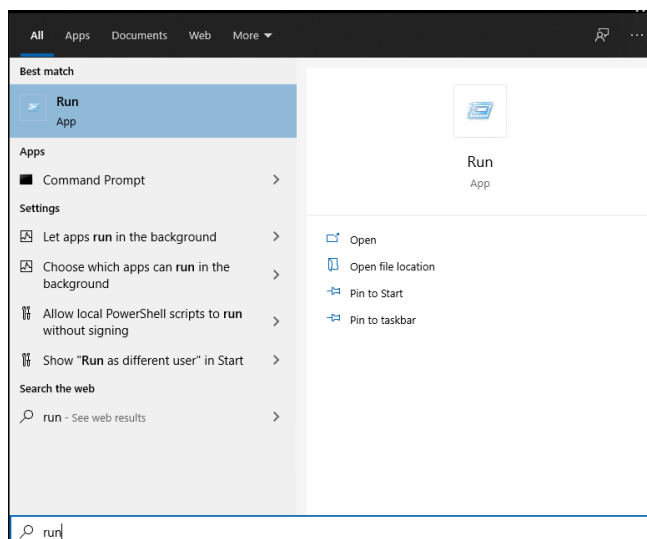 All Apps Documents Web More
Best match
Run
App
Apps
Command Prompt
Settings
Let apps run in the background
Choose which apps can run in the
background
Allow local PowerShell scripts to run
without signing
Show "Run as different user" in Start
Search the web
run - See web results
Run
App
Open
Open file location
Pin to Start
Pin to taskbar
run